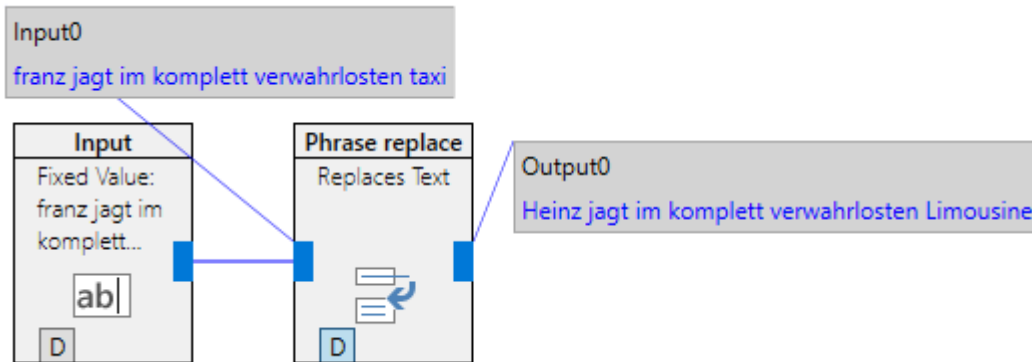 Input0
franz jagt im komplett verwahrlosten taxi
Input
Fixed Value:
franz jagt im
komplett...
ab|
D
Phrase replace
Replaces Text
D
Output0
Heinz jagt im komplett verwahrlosten Limousine